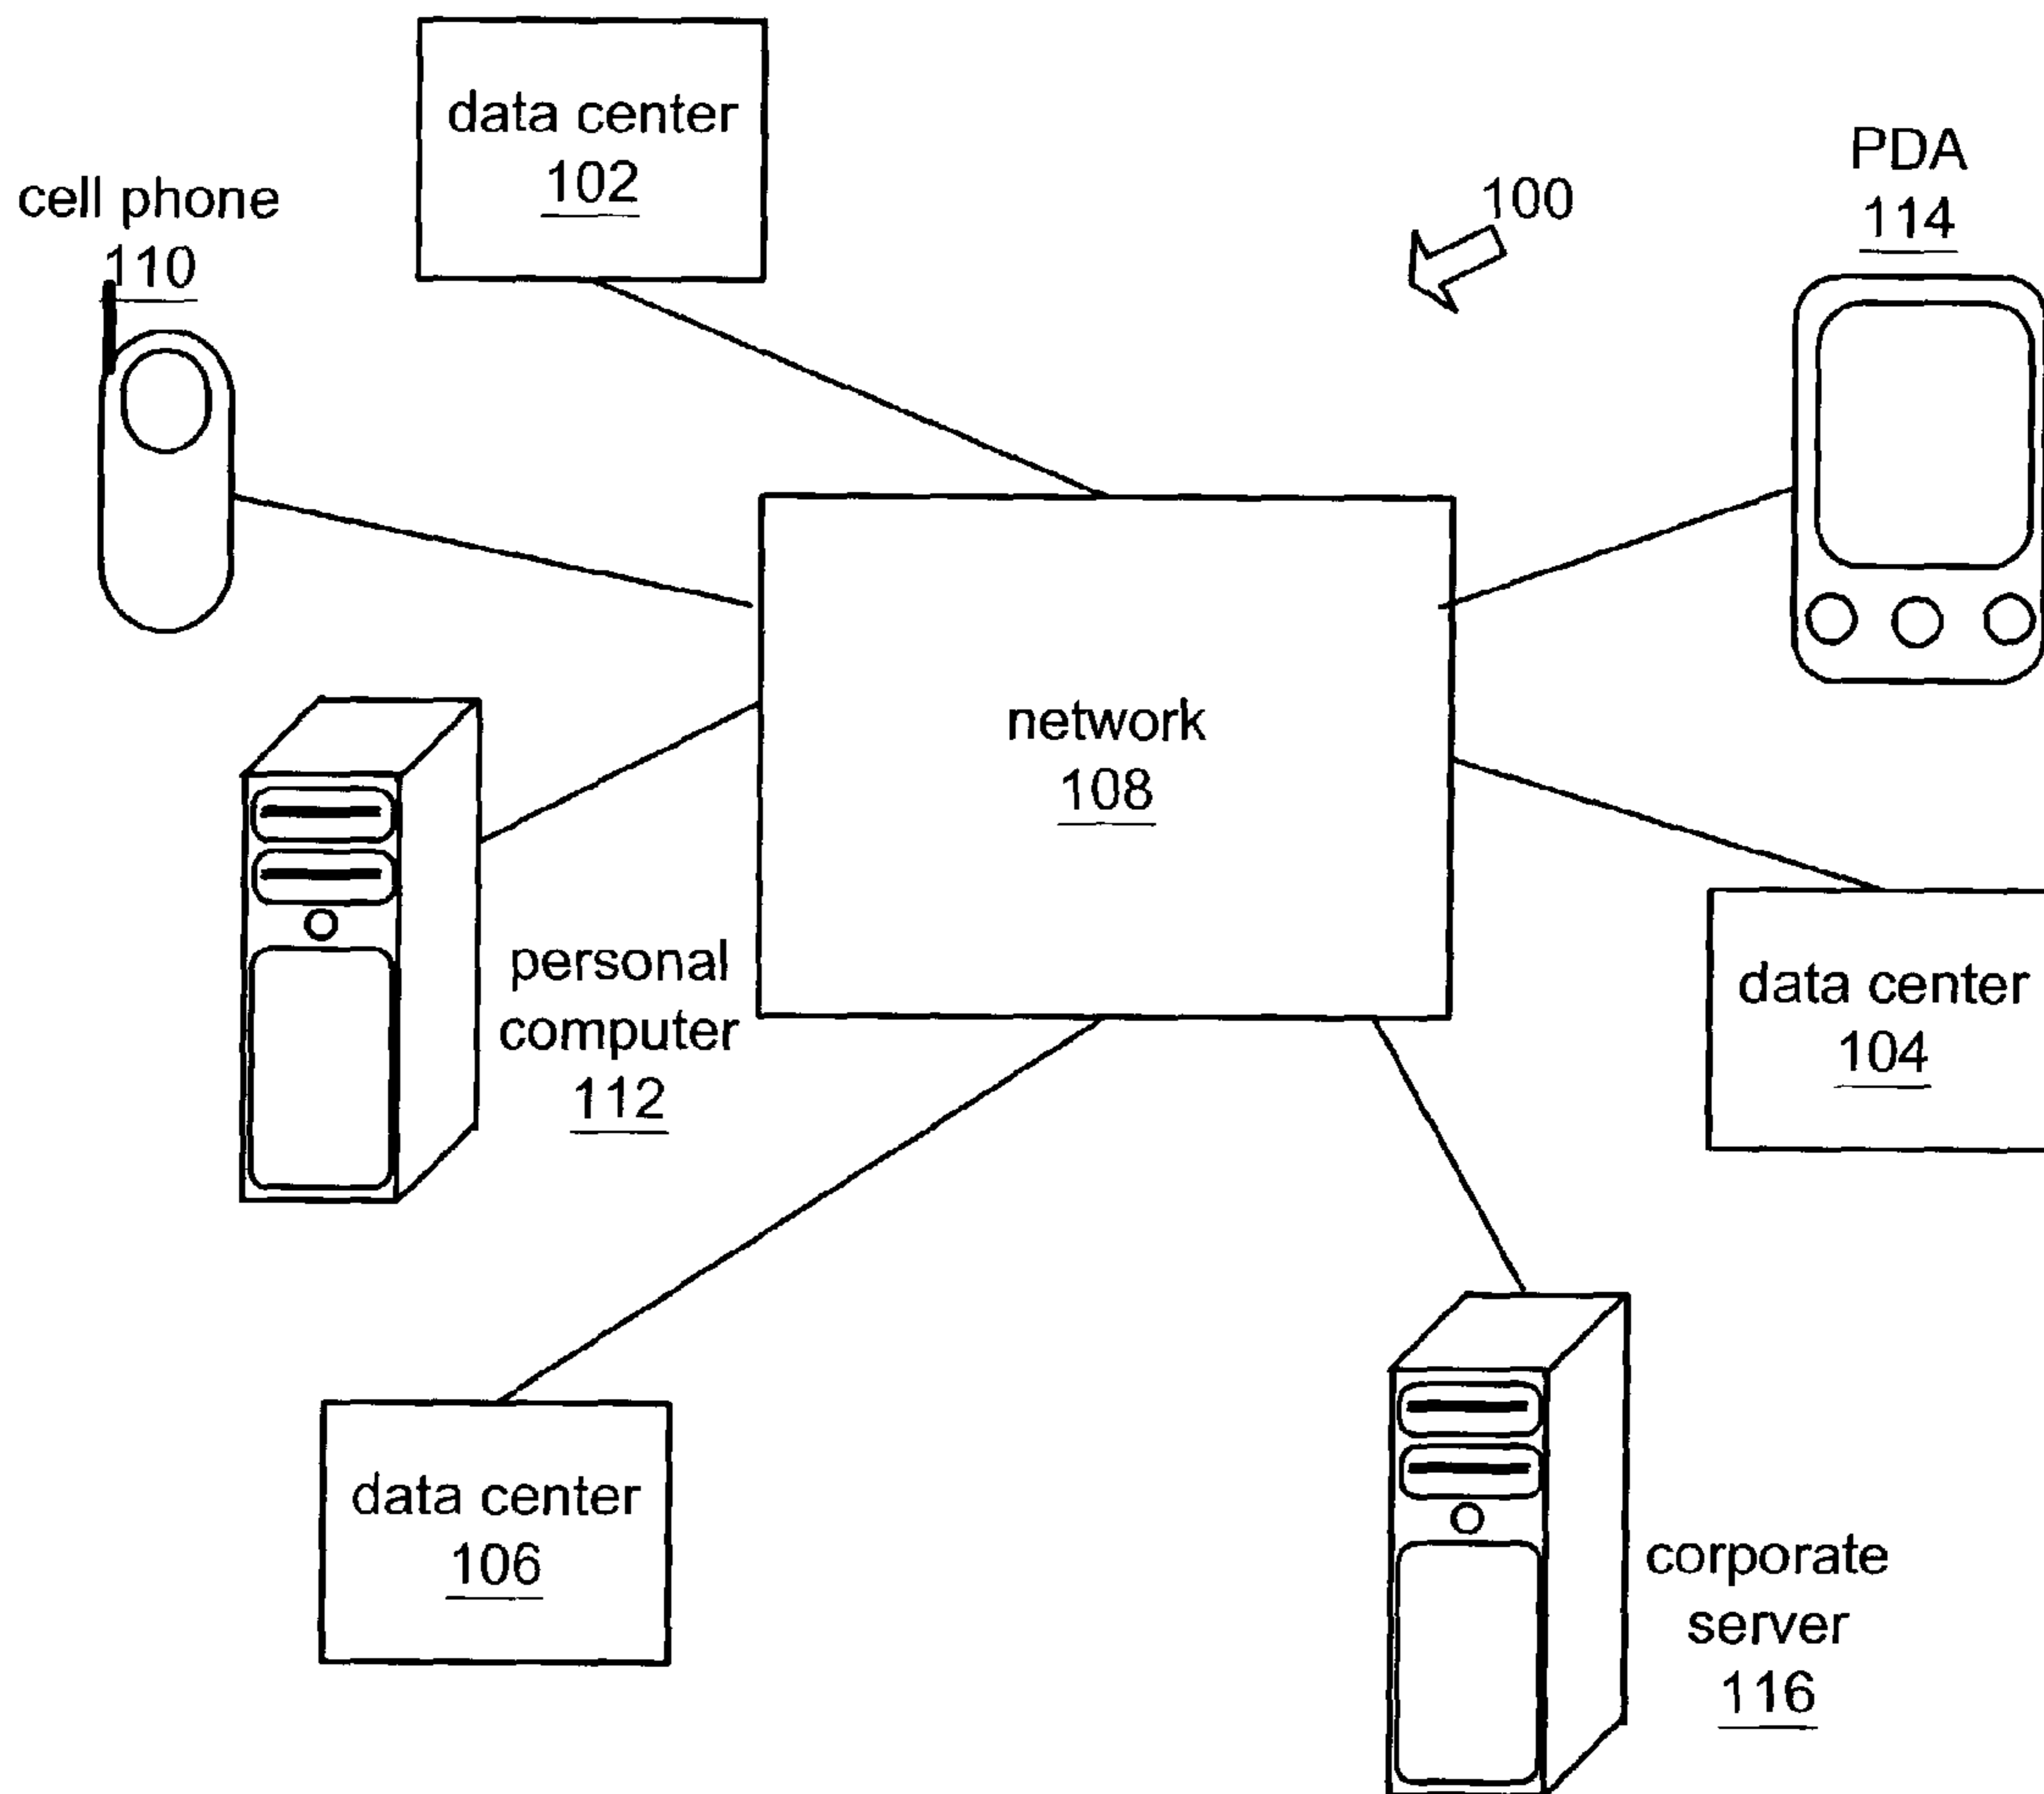 data center
102
cell phone
110
100
PDA
114
network
108
personal
computer
112
data center
104
data center
106
corporate
server
116